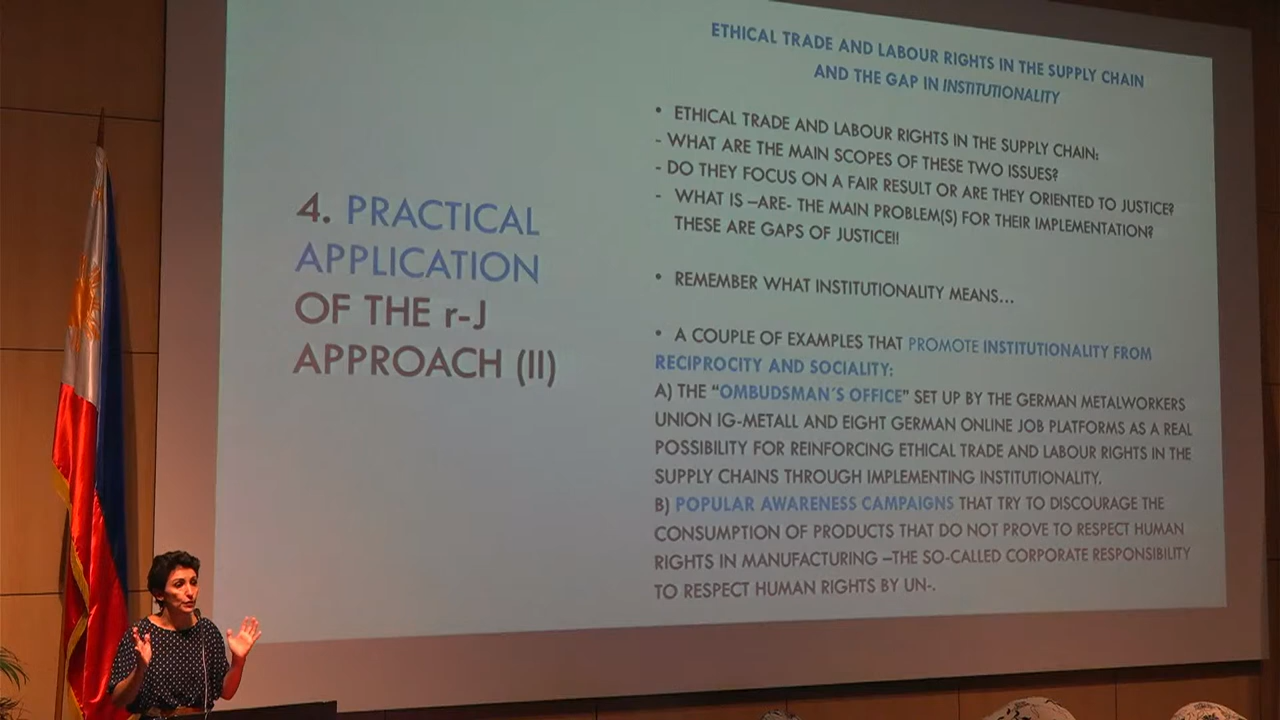 4. PRACTICAL
APPLICATION
OF THE r-J
APPROACH (II)
ETHICAL TRADE AND LABOUR RIGHTS IN THE SUPPLY CHAIN
AND THE GAP IN INSTITUTIONALITY
• ETHICAL TRADE AND LABOUR RIGHTS IN THE SUPPLY CHAIN:
- WHAT ARE THE MAIN SCOPES OF THESE TWO ISSUES?
- DO THEY FOCUS ON A FAIR RESULT OR ARE THEY ORIENTED TO JUSTICE?
- WHAT IS –ARE- THE MAIN PROBLEM(S) FOR THEIR IMPLEMENTATION?
THESE ARE GAPS OF JUSTICE!!
• REMEMBER WHAT INSTITUTIONALITY MEANS...
• A COUPLE OF EXAMPLES THAT PROMOTE INSTITUTIONALITY FROM
RECIPROCITY AND SOCIALITY:
A) THE “OMBUDSMAN´S OFFICE” SET UP BY THE GERMAN METALWORKERS
UNION IG-METALL AND EIGHT GERMAN ONLINE JOB PLATFORMS AS A REAL
POSSIBILITY FOR REINFORCING ETHICAL TRADE AND LABOUR RIGHTS IN THE
SUPPLY CHAINS THROUGH IMPLEMENTING INSTITUTIONALITY.
B) POPULAR AWARENESS CAMPAIGNS THAT TRY TO DISCOURAGE THE
CONSUMPTION OF PRODUCTS THAT DO NOT PROVE TO RESPECT HUMAN
RIGHTS IN MANUFACTURING –THE SO-CALLED CORPORATE RESPONSIBILITY
TO RESPECT HUMAN RIGHTS BY UN-.